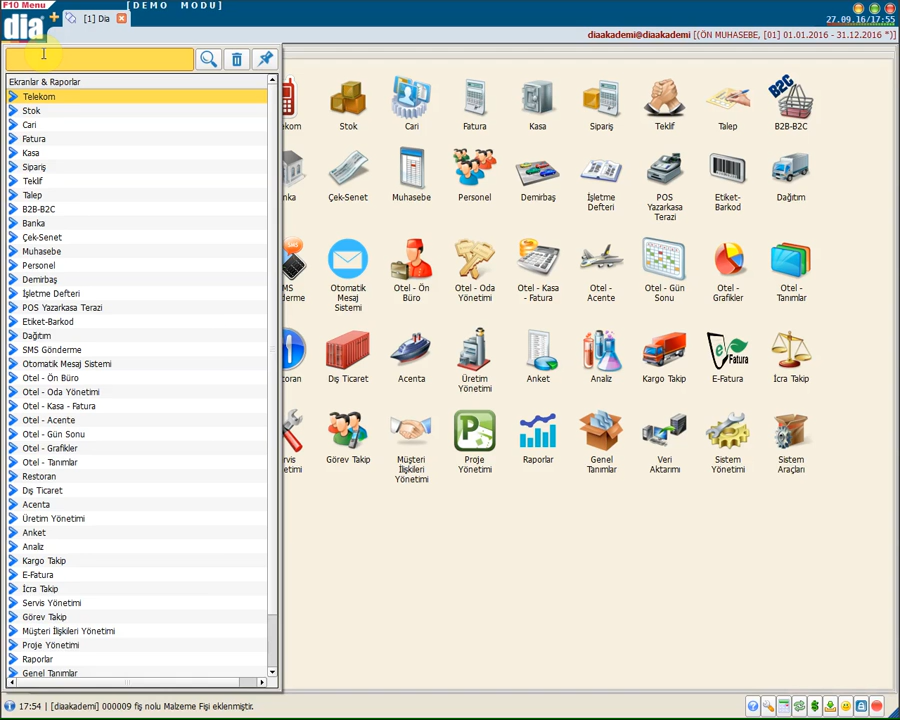 F10 Menu
[DEMO MODU]
dia
[1] Dia
27.09.16/17:55
diaakademi@diaakademi [(ÖN MUHASEBE, [01] 01.01.2016 - 31.12.2016 *)]
Ekranlar & Raporlar
Telekom
Stok
Cari
Fatura
Kasa
Sipariş
Teklif
Talep
B2B-B2C
Banka
Çek-Senet
Muhasebe
Personel
Demirbaş
İşletme Defteri
POS Yazarkasa Terazi
Etiket-Barkod
Dağıtım
SMS Gönderme
Otomatik Mesaj Sistemi
Otel - Ön Büro
Otel - Oda Yönetimi
Otel - Kasa - Fatura
Otel - Acente
Otel - Gün Sonu
Otel - Grafikler
Otel - Tanımlar
Restoran
Dış Ticaret
Acenta
Üretim Yönetimi
Anket
Analiz
Kargo Takip
E-Fatura
İcra Takip
Servis Yönetimi
Görev Takip
Müşteri İlişkileri Yönetimi
Proje Yönetimi
Raporlar
Genel Tanımlar
B2C
ekom
Stok
Cari
Fatura
Kasa
Sipariş
Teklif
Talep
B2B-B2C
nka
Çek-Senet
Muhasebe
Personel
Demirbaş
İşletme
Defteri
POS
Yazarkasa
Terazi
Etiket-
Barkod
Dağıtım
MS
nderme
Otomatik
Mesaj
Sistemi
Otel - Ön
Büro
Otel - Oda
Yönetimi
Otel - Kasa
- Fatura
Otel -
Acente
Otel - Gün
Sonu
Otel -
Grafikler
Otel -
Tanımlar
e Fatura
toran
Dış Ticaret
Acenta
Üretim
Yönetimi
Anket
Analiz
Kargo Takip
E-Fatura
İcra Takip
P
rvis
etimi
Görev Takip
Müşteri
İlişkileri
Yönetimi
Proje
Yönetimi
Raporlar
Genel
Tanımlar
Veri
Aktarımı
Sistem
Yönetimi
Sistem
Araçları
17:54 | [diaakademi] 000009 fiş nolu Malzeme Fişi eklenmiştir.